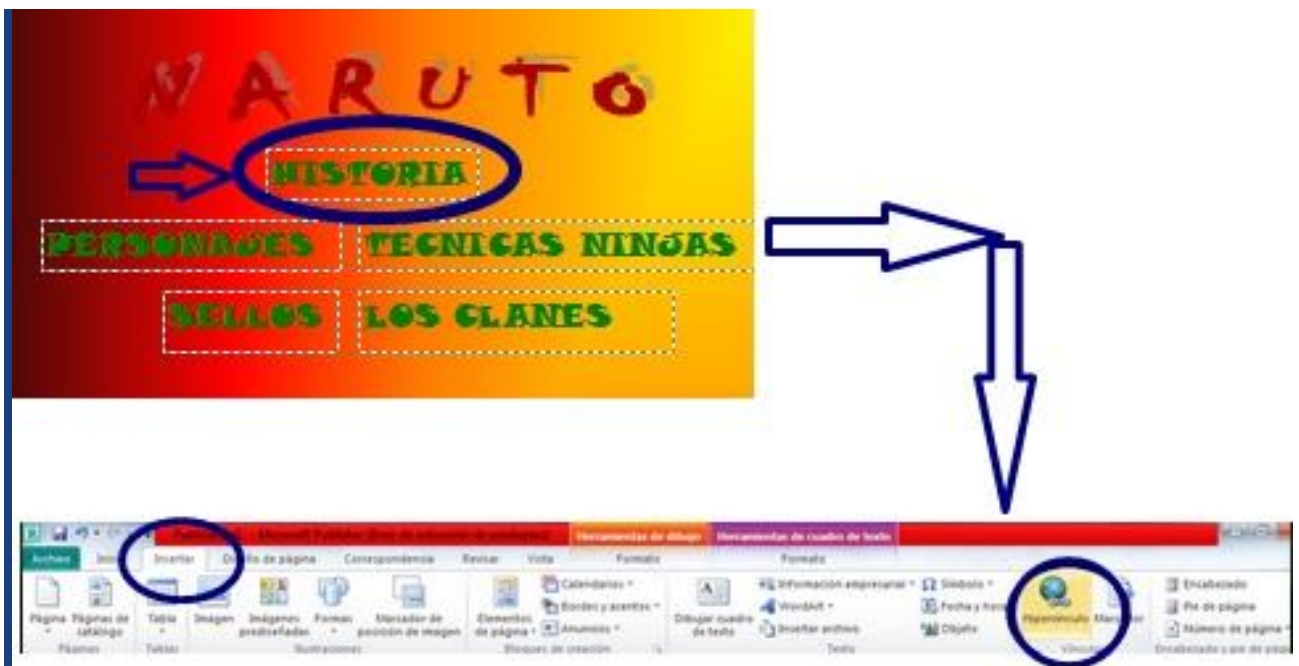 NARUTO
HISTORIA
PERSONAJES TECNICAS NINJAS
SELLOS LOS CLANES
Microsoft Publisher Herramientas de dibujo Herramientas de cuadro de texto
Archivo Insertar de página Correspondencia Revisar Vista Formato Formato
Página Páginas de catálogo Tabla Imagen Imágenes prediseñadas Formas Marcador de posición de imagen Elementos de página Calendarios Bordes y acentos Anuncios Dibujar cuadro de texto Información empresarial WordArt Insertar archivo Símbolo Fecha y hora Objeto Hipervínculo Encabezado Pie de página Número de página
Páginas Tablas Ilustraciones Bloques de creación Texto Encabezado y pie de